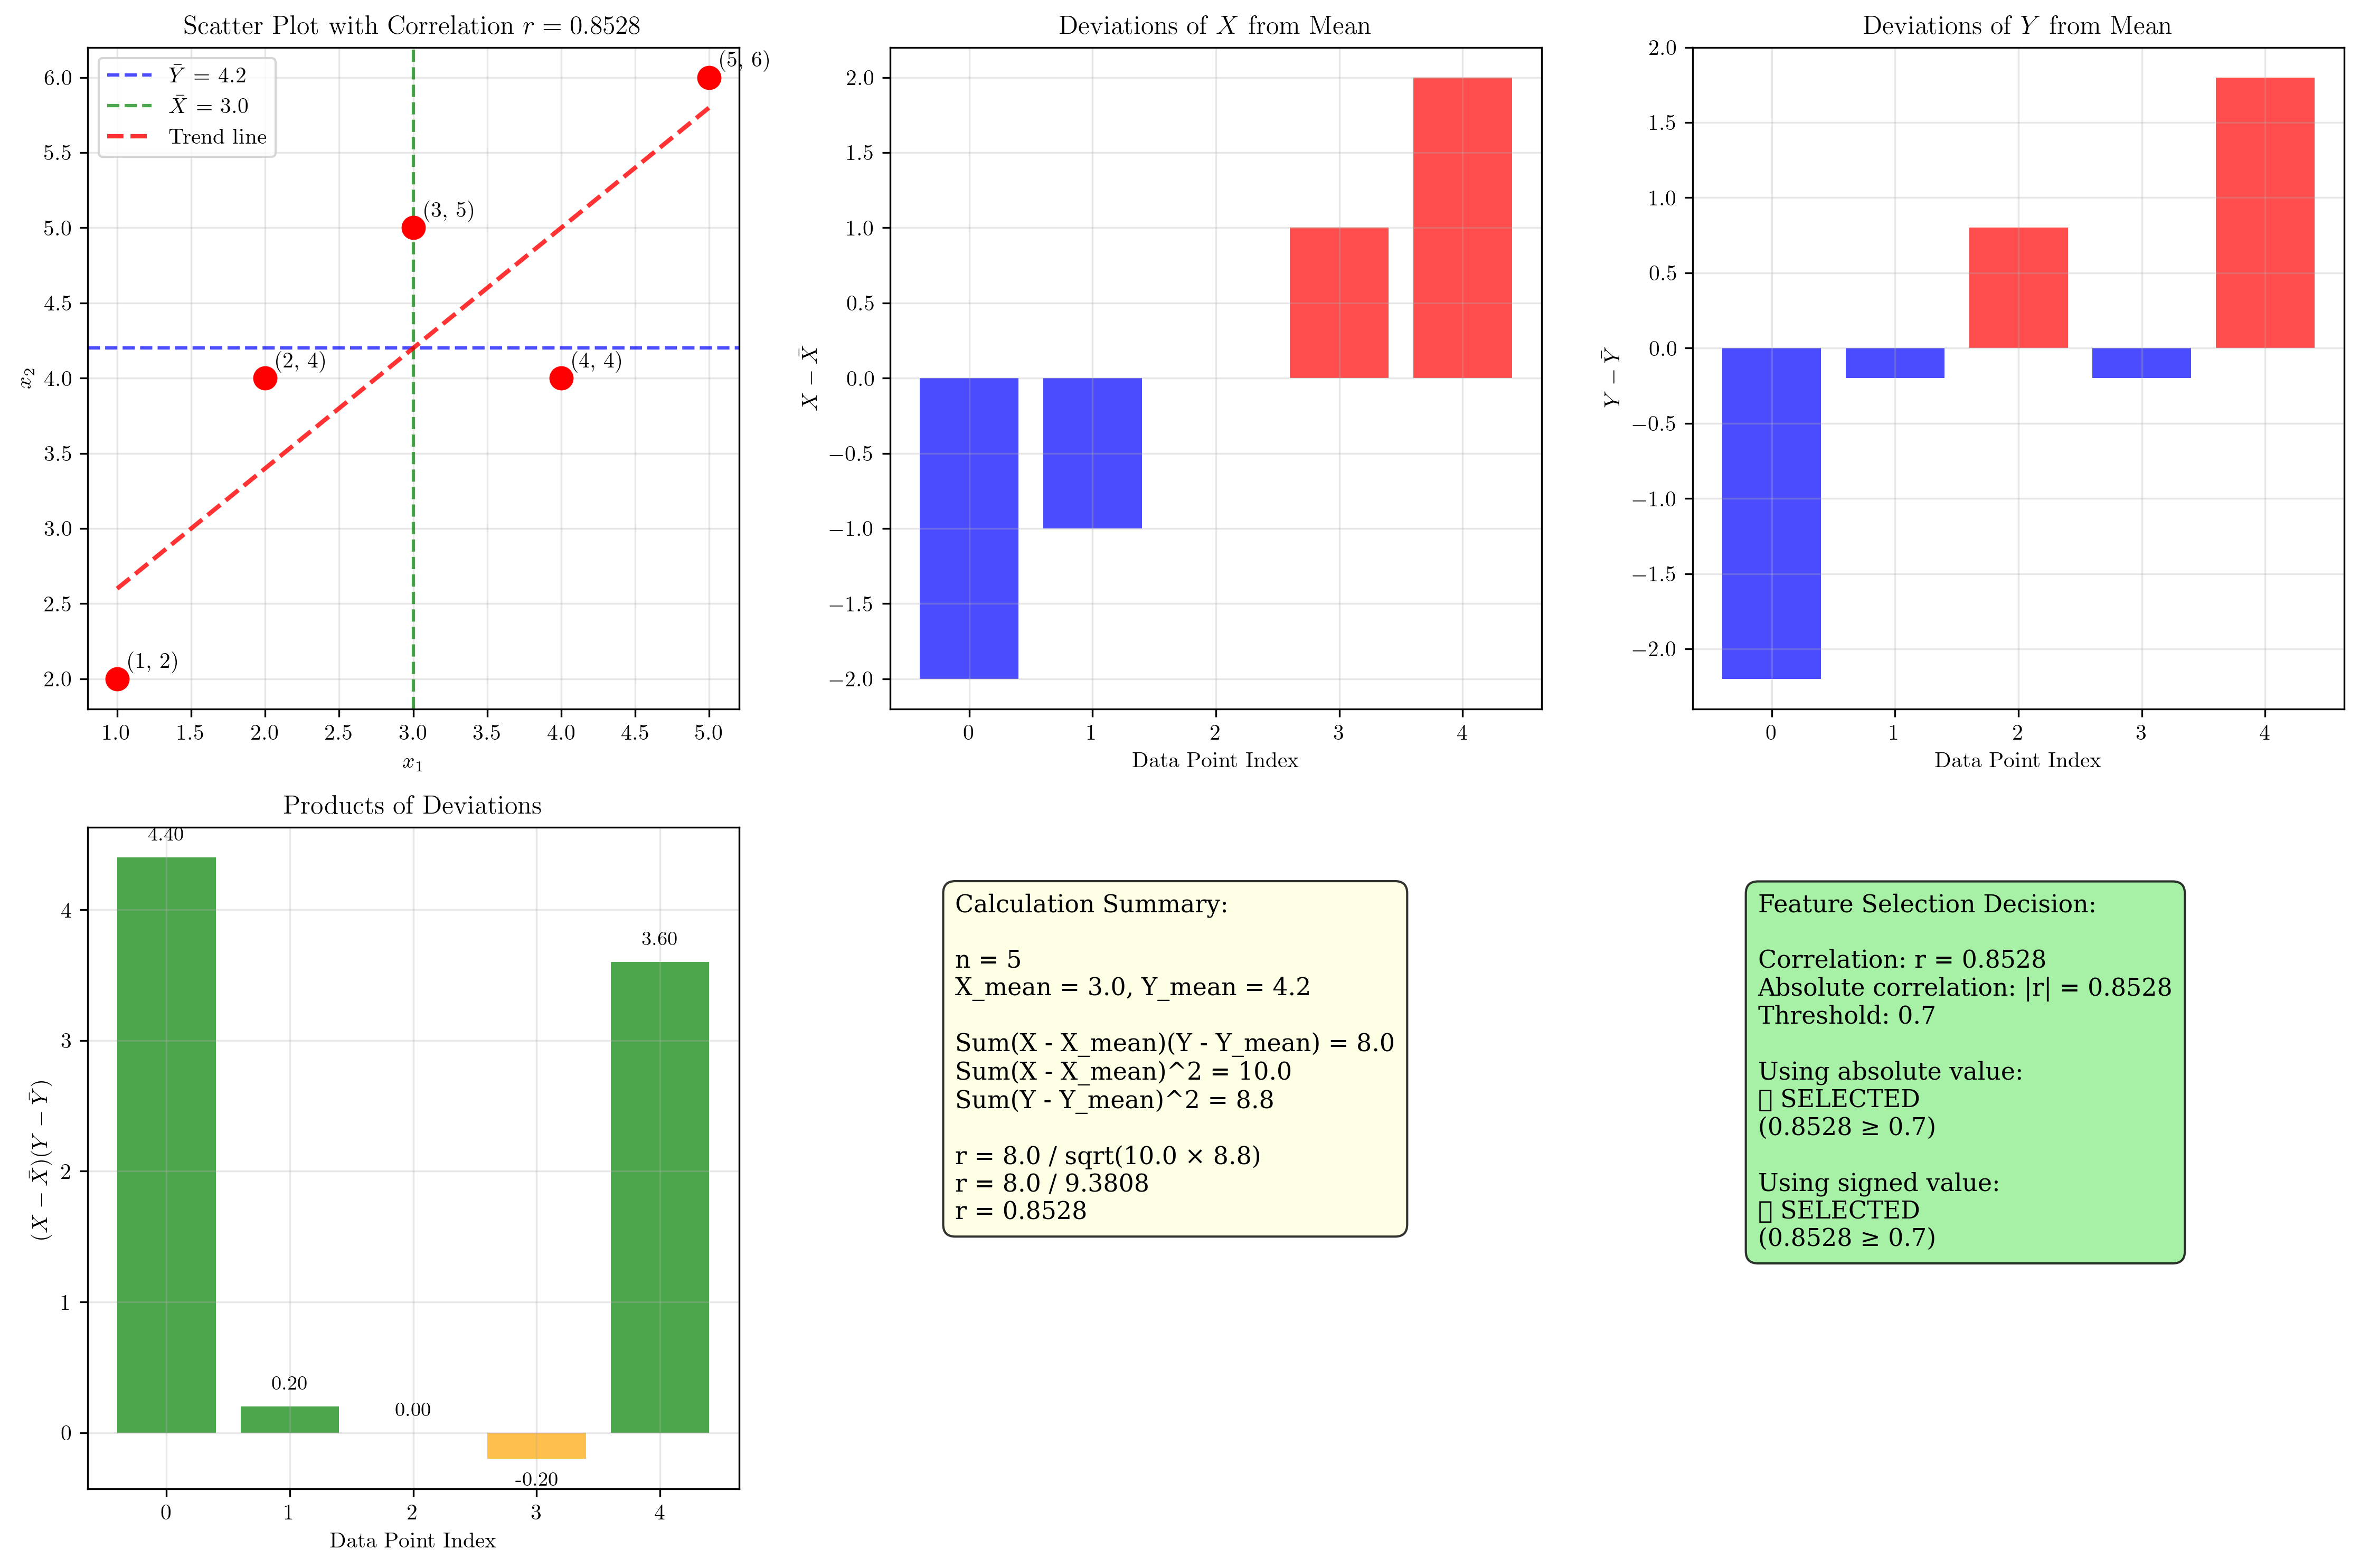 Scatter Plot with Correlation r = 0.8528
Ȳ = 4.2
X̄ = 3.0
Trend line
(5, 6)
(3, 5)
(2, 4)
(4, 4)
(1, 2)
6.0
5.5
5.0
4.5
4.0
3.5
3.0
2.5
2.0
x₂
1.0 1.5 2.0 2.5 3.0 3.5 4.0 4.5 5.0
x₁
Deviations of X from Mean
2.0
1.5
1.0
0.5
0.0
−0.5
−1.0
−1.5
−2.0
X − X̄
0 1 2 3 4
Data Point Index
Deviations of Y from Mean
2.0
1.5
1.0
0.5
0.0
−0.5
−1.0
−1.5
−2.0
Y − Ȳ
0 1 2 3 4
Data Point Index
Products of Deviations
4.40
0.20
0.00
-0.20
3.60
4
3
2
1
0
(X − X̄)(Y − Ȳ)
0 1 2 3 4
Data Point Index
Calculation Summary:
n = 5
X_mean = 3.0, Y_mean = 4.2
Sum(X - X_mean)(Y - Y_mean) = 8.0
Sum(X - X_mean)^2 = 10.0
Sum(Y - Y_mean)^2 = 8.8
r = 8.0 / sqrt(10.0 × 8.8)
r = 8.0 / 9.3808
r = 0.8528
Feature Selection Decision:
Correlation: r = 0.8528
Absolute correlation: |r| = 0.8528
Threshold: 0.7
Using absolute value:
▯ SELECTED
(0.8528 ≥ 0.7)
Using signed value:
▯ SELECTED
(0.8528 ≥ 0.7)